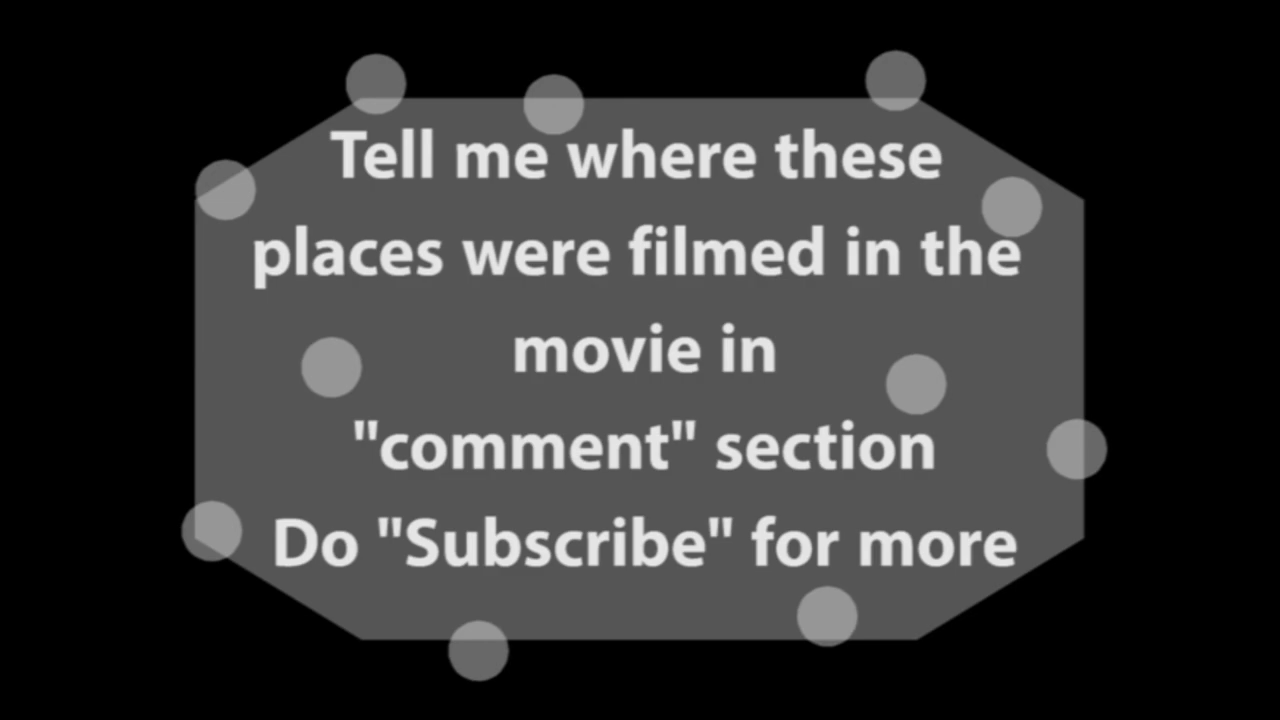 Tell me where these
places were filmed in the
movie in
"comment" section
Do "Subscribe" for more